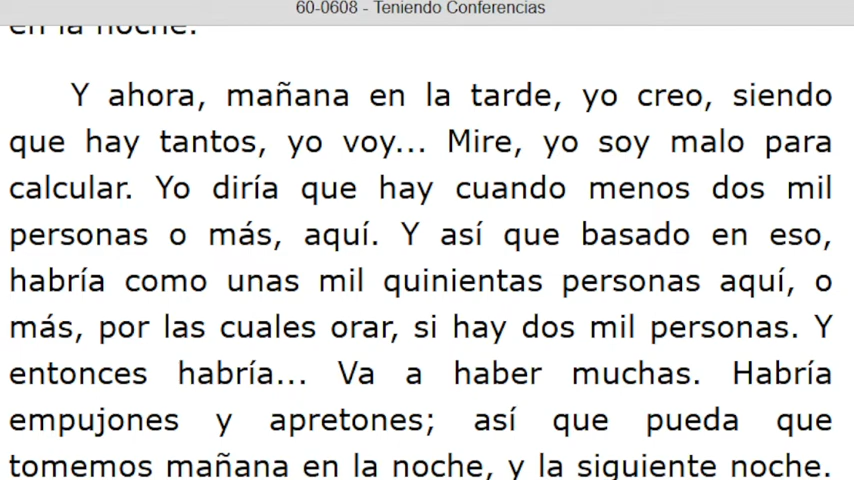 60-0608 - Teniendo Conferencias
en la noche.
Y ahora, mañana en la tarde, yo creo, siendo
que hay tantos, yo voy... Mire, yo soy malo para
calcular. Yo diría que hay cuando menos dos mil
personas o más, aquí. Y así que basado en eso,
habría como unas mil quinientas personas aquí, o
más, por las cuales orar, si hay dos mil personas. Y
entonces habría... Va a haber muchas. Habría
empujones y apretones; así que pueda que
tomemos mañana en la noche, y la siguiente noche.